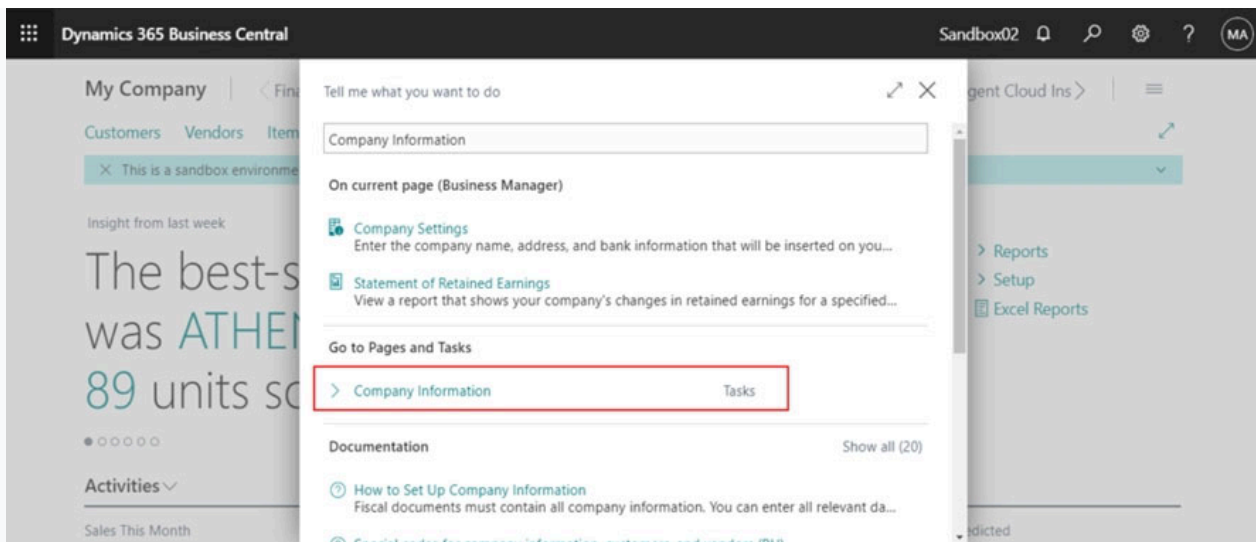 Dynamics 365 Business Central
Sandbox02
?
MA
My Company
Fina
gent Cloud Ins
Customers Vendors Item
This is a sandbox environme
Insight from last week
The best-s
was ATHEN
89 units so
Activities
Sales This Month
Tell me what you want to do
Company Information
On current page (Business Manager)
Company Settings
Enter the company name, address, and bank information that will be inserted on you...
Statement of Retained Earnings
View a report that shows your company's changes in retained earnings for a specified...
Go to Pages and Tasks
Company Information Tasks
Documentation Show all (20)
How to Set Up Company Information
Fiscal documents must contain all company information. You can enter all relevant da...
Reports
Setup
Excel Reports
edicted